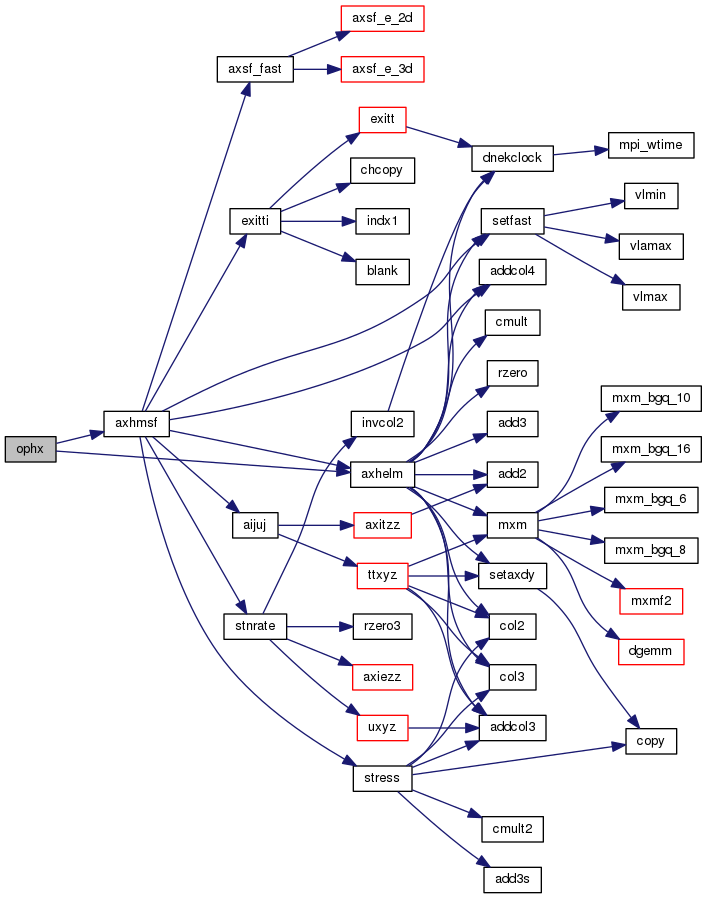 axsf_e_2d
axsf_fast
axsf_e_3d
exitt
mpi_wtime
dnekclock
chcopy
vlmin
exitti
indx1
setfast
vlamax
blank
addcol4
vlmax
cmult
rzero
mxm_bgq_10
axhmsf
invcol2
add3
ophx
mxm_bgq_16
axhelm
add2
mxm_bgq_6
aijuj
axitzz
mxm
mxm_bgq_8
ttxyz
setaxdy
mxmf2
stnrate
rzero3
col2
dgemm
axiezz
col3
uxyz
addcol3
copy
stress
cmult2
add3s